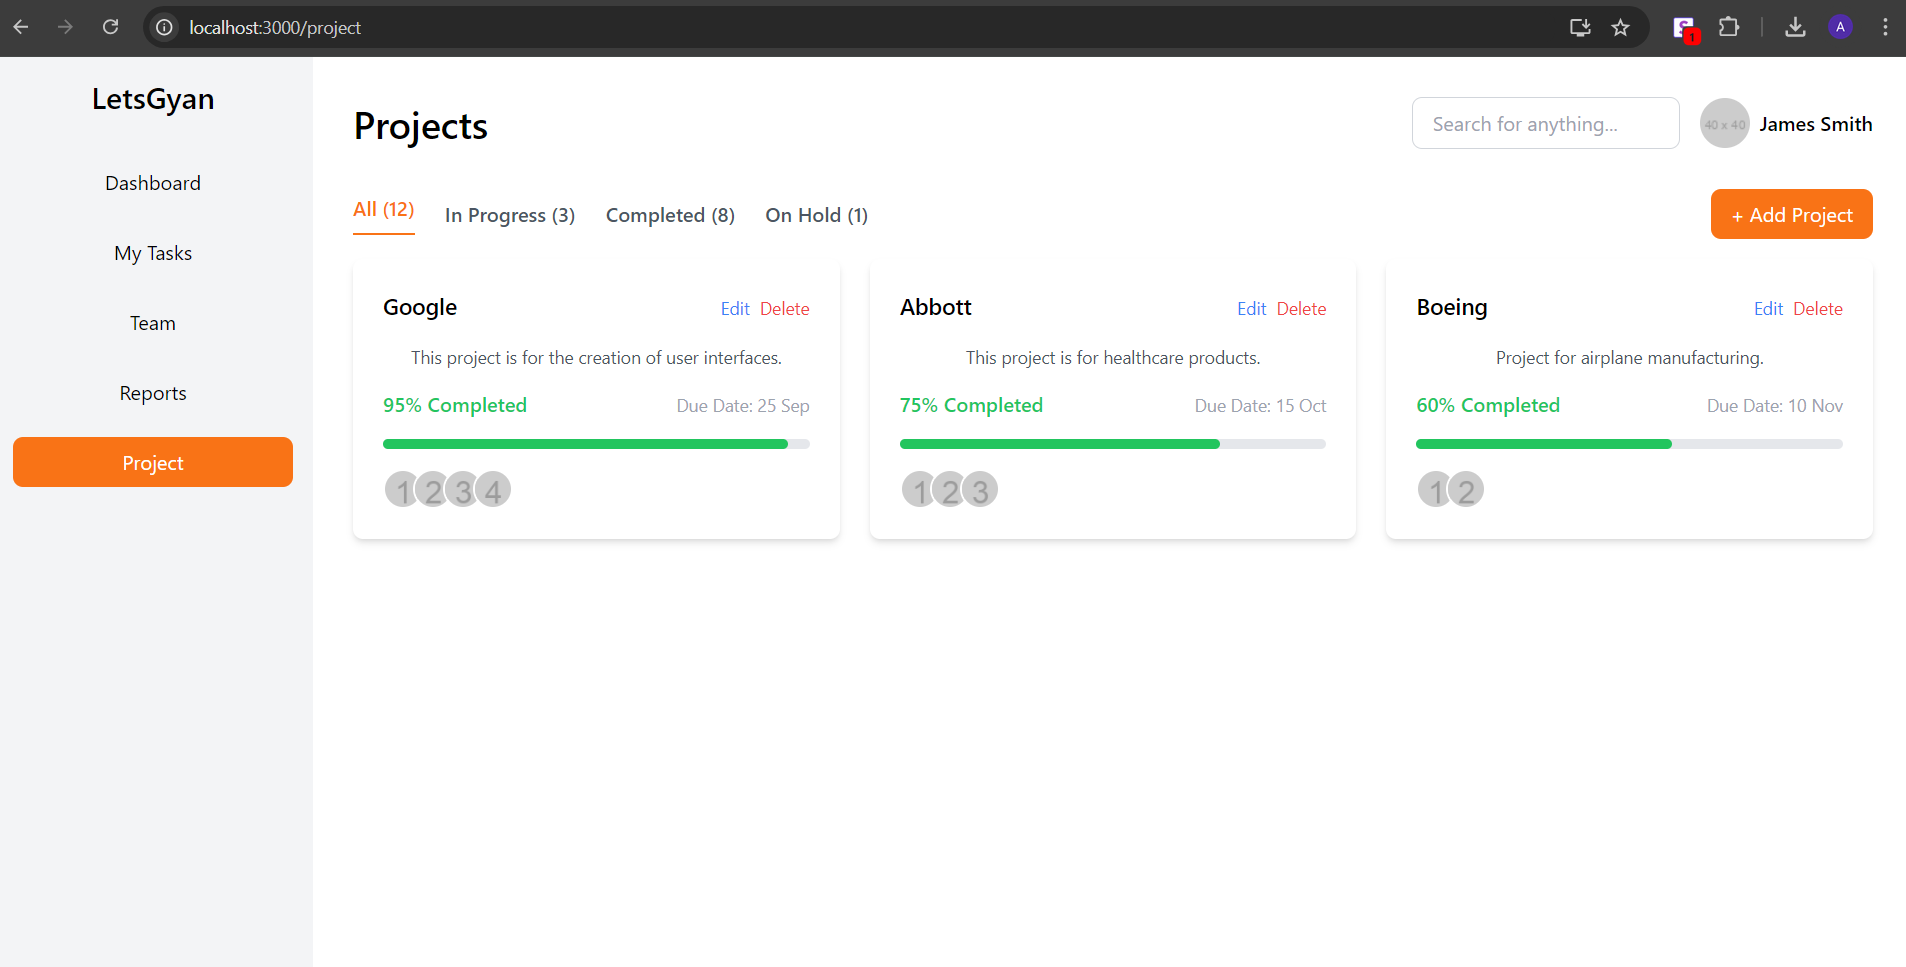 localhost:3000/project
1
A
LetsGyan
Dashboard
My Tasks
Team
Reports
Project
Projects
Search for anything...
40 x 40
James Smith
All (12)
In Progress (3)
Completed (8)
On Hold (1)
+ Add Project
Google
Edit
Delete
This project is for the creation of user interfaces.
95% Completed
Due Date: 25 Sep
1
2
3
4
Abbott
Edit
Delete
This project is for healthcare products.
75% Completed
Due Date: 15 Oct
1
2
3
Boeing
Edit
Delete
Project for airplane manufacturing.
60% Completed
Due Date: 10 Nov
1
2